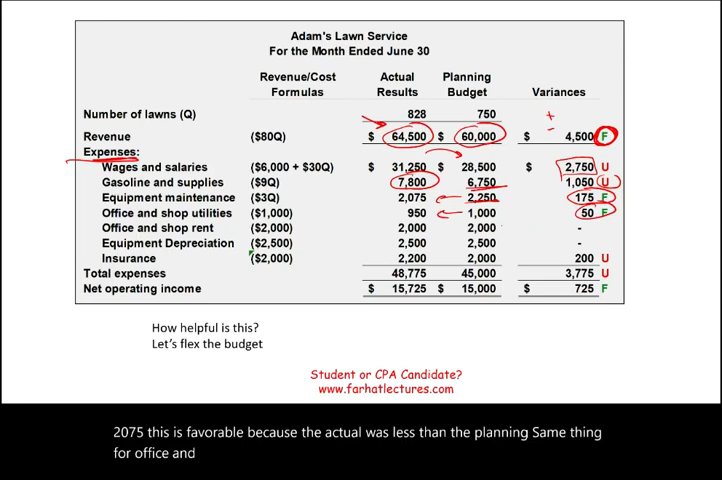 Adam's Lawn Service
For the Month Ended June 30
Revenue/Cost Formulas Actual Results Planning Budget Variances
Number of lawns (Q) 828 750
Revenue ($80Q) $ 64,500 $ 60,000 $ 4,500 F
Expenses:
Wages and salaries ($6,000 + $30Q) $ 31,250 $ 28,500 $ 2,750 U
Gasoline and supplies ($9Q) 7,800 6,750 1,050 U
Equipment maintenance ($3Q) 2,075 2,250 175 F
Office and shop utilities ($1,000) 950 1,000 50 F
Office and shop rent ($2,000) 2,000 2,000 -
Equipment Depreciation ($2,500) 2,500 2,500 -
Insurance ($2,000) 2,200 2,000 200 U
Total expenses 48,775 45,000 3,775 U
Net operating income $ 15,725 $ 15,000 $ 725 F
How helpful is this?
Let's flex the budget
Student or CPA Candidate?
www.farhatlectures.com
2075 this is favorable because the actual was less than the planning Same thing
for office and